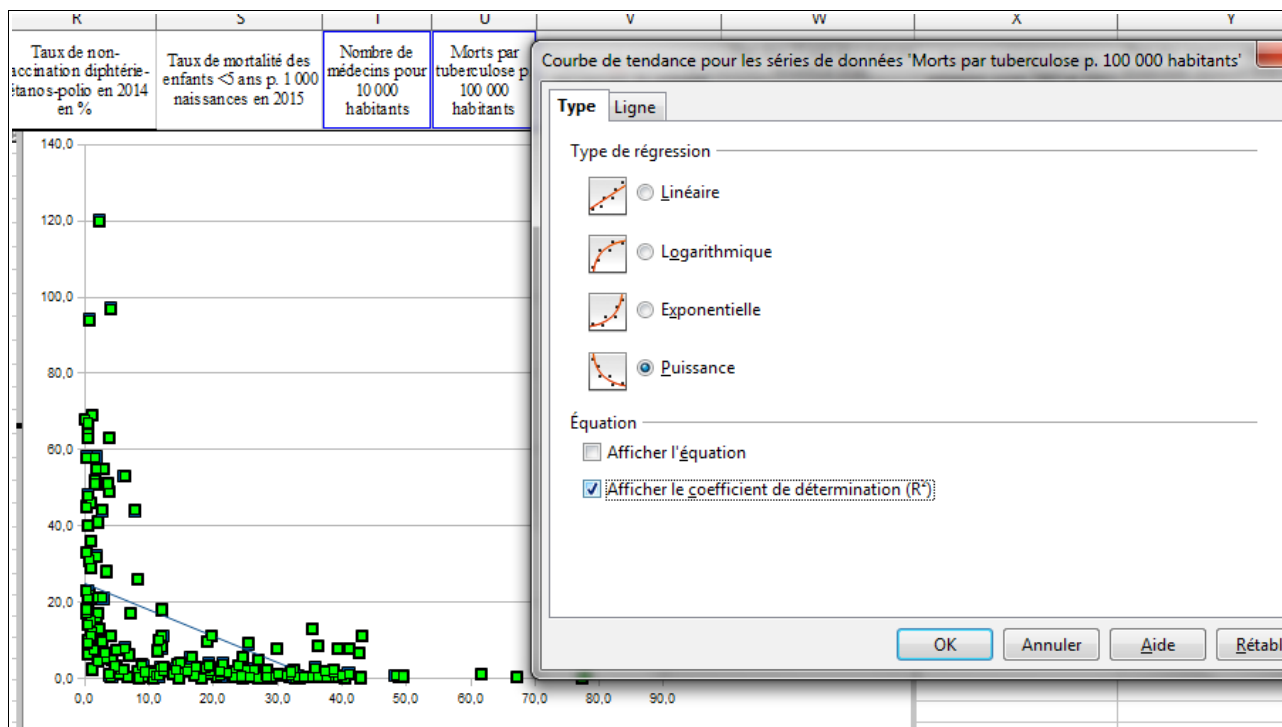 R S T U V W X Y
Taux de non-
accination diphtérie-
étanos-polio en 2014
en %
Taux de mortalité des
enfants <5 ans p. 1 000
naissances en 2015
Nombre de
médecins pour
10 000
habitants
Morts par
tuberculose p
100 000
habitants
140,0
120,0
100,0
80,0
60,0
40,0
20,0
0,0
0,0 10,0 20,0 30,0 40,0 50,0 60,0 70,0 80,0 90,0
Courbe de tendance pour les séries de données 'Morts par tuberculose p. 100 000 habitants'
Type Ligne
Type de régression
Linéaire
Logarithmique
Exponentielle
Puissance
Équation
Afficher l'équation
Afficher le coefficient de détermination (R²)
OK Annuler Aide Rétabl